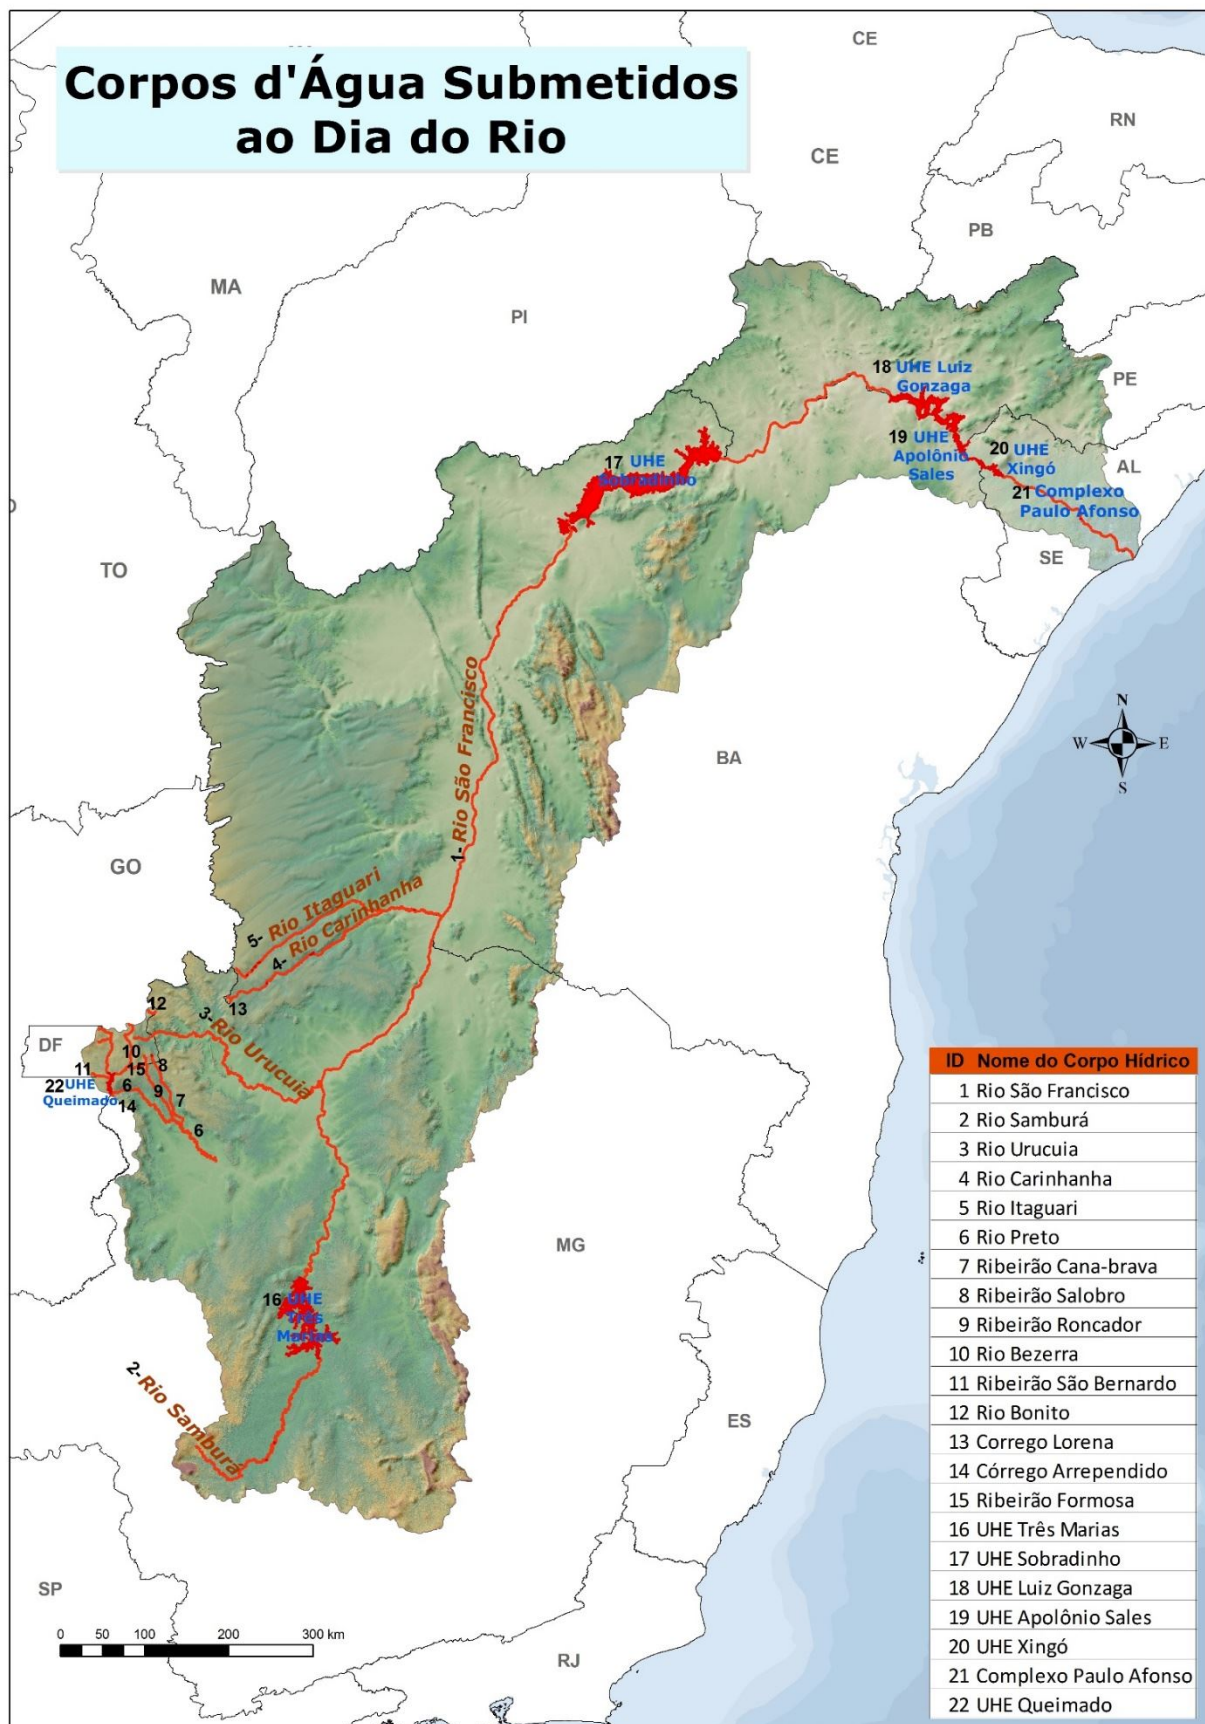 Corpos d'Água Submetidos
ao Dia do Rio
CE
RN
CE
PB
MA
PI
18 UHE Luiz
Gonzaga
PE
19 UHE
Apolônio
Sales
20 UHE
Xingó
AL
17 UHE
Sobradinho
21 Complexo
Paulo Afonso
SE
TO
1- Rio São Francisco
N
W E
S
BA
GO
5- Rio Itaguari
4- Rio Carinhanha
13
12
3- Rio Urucuia
DF
10
11
15
8
22 UHE
Queimado
6
9
7
14
6
MG
16 UHE
Três
Marias
2- Rio Samburá
ES
SP
0 50 100 200 300 km
RJ
ID Nome do Corpo Hídrico
1 Rio São Francisco
2 Rio Samburá
3 Rio Urucuia
4 Rio Carinhanha
5 Rio Itaguari
6 Rio Preto
7 Ribeirão Cana-brava
8 Ribeirão Salobro
9 Ribeirão Roncador
10 Rio Bezerra
11 Ribeirão São Bernardo
12 Rio Bonito
13 Corrego Lorena
14 Córrego Arrependido
15 Ribeirão Formosa
16 UHE Três Marias
17 UHE Sobradinho
18 UHE Luiz Gonzaga
19 UHE Apolônio Sales
20 UHE Xingó
21 Complexo Paulo Afonso
22 UHE Queimado